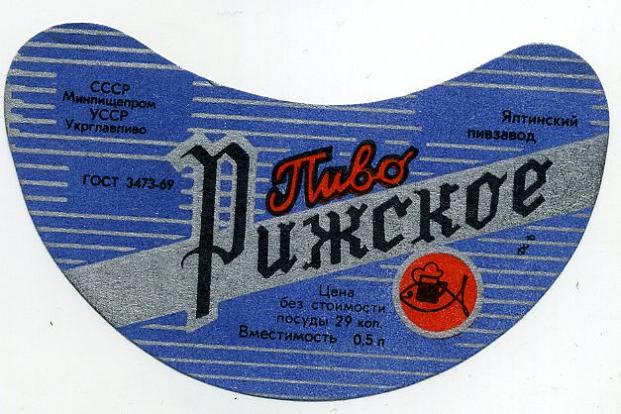 СССР
Минпищепром
УССР
Укрглавпиво
ГОСТ 3473-69
Ялтинский
пивзавод
Пиво
Рижское
Цена
без стоимости
посуды 29 коп.
Вместимость 0,5 л